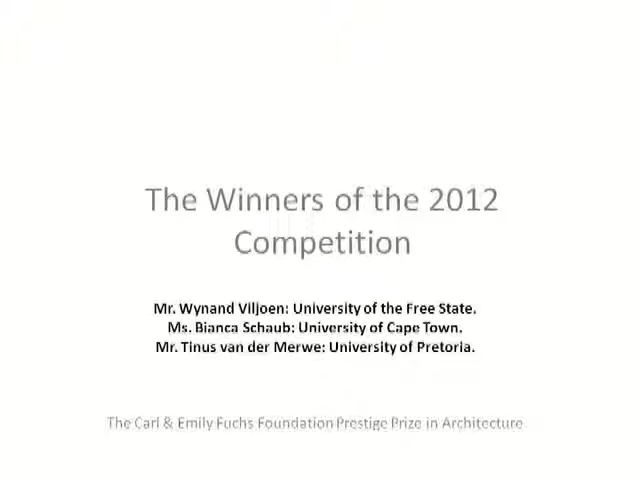 The Winners of the 2012
Competition
Mr. Wynand Viljoen: University of the Free State.
Ms. Bianca Schaub: University of Cape Town.
Mr. Tinus van der Merwe: University of Pretoria.
The Carl & Emily Fuchs Foundation Prestige Prize in Architecture